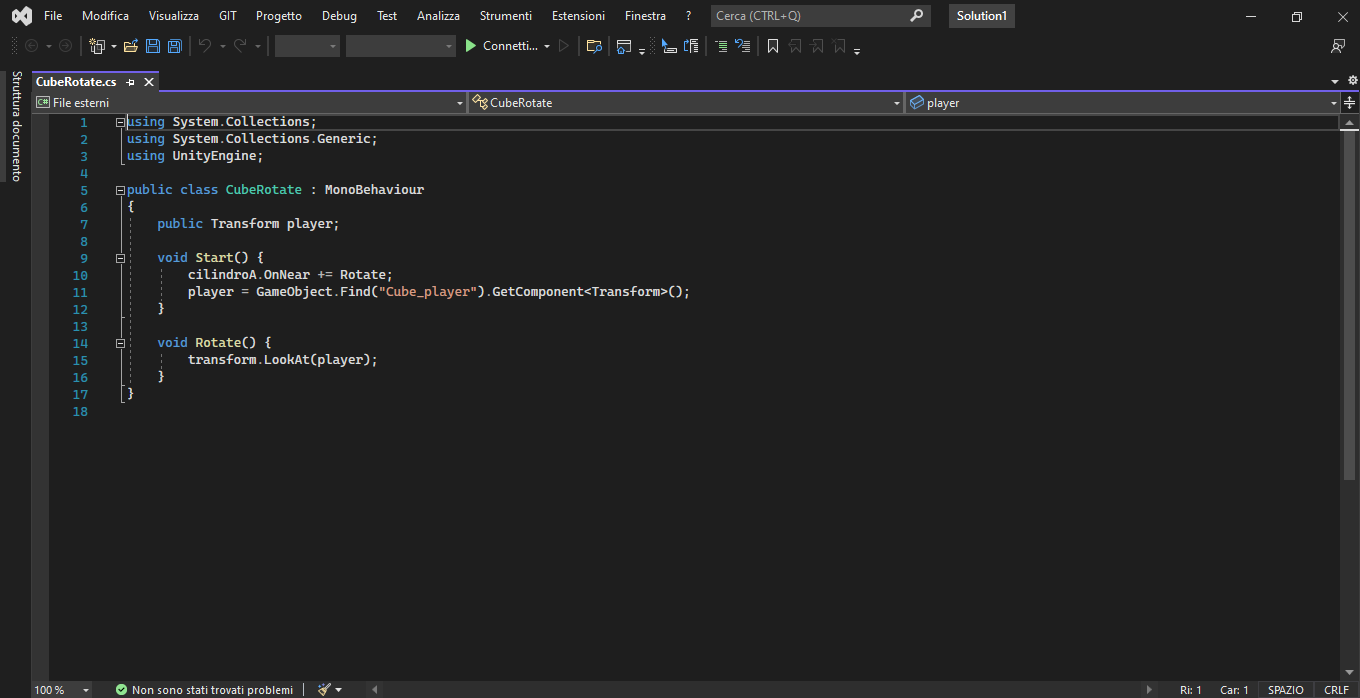 File Modifica Visualizza GIT Progetto Debug Test Analizza Strumenti Estensioni Finestra ? Cerca (CTRL+Q) Solution1
Connetti...
Struttura documento
CubeRotate.cs
C# File esterni CubeRotate player
1 using System.Collections;
2 using System.Collections.Generic;
3 using UnityEngine;
4
5 public class CubeRotate : MonoBehaviour
6 {
7 public Transform player;
8
9 void Start() {
10 cilindroA.OnNear += Rotate;
11 player = GameObject.Find("Cube_player").GetComponent<Transform>();
12 }
13
14 void Rotate() {
15 transform.LookAt(player);
16 }
17 }
18
100 % Non sono stati trovati problemi Ri: 1 Car: 1 SPAZIO CRLF